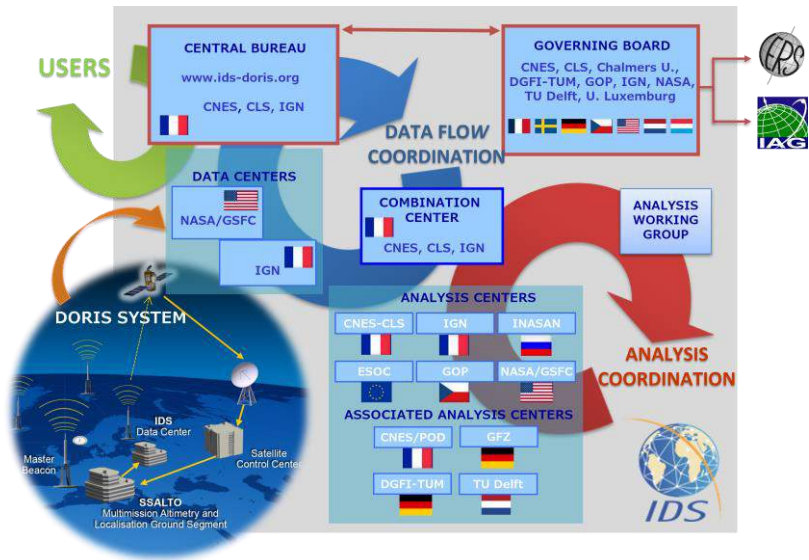 CENTRAL BUREAU
www.ids-doris.org
CNES, CLS, IGN
GOVERNING BOARD
CNES, CLS, Chalmers U.,
DGFI-TUM, GOP, IGN, NASA,
TU Delft, U. Luxemburg
IERS
IAG
USERS
DATA FLOW
COORDINATION
DATA CENTERS
NASA/GSFC
IGN
COMBINATION
CENTER
CNES, CLS, IGN
ANALYSIS
WORKING
GROUP
ANALYSIS CENTERS
CNES-CLS
IGN
INASAN
ESOC
GOP
NASA/GSFC
ASSOCIATED ANALYSIS CENTERS
CNES/POD
GFZ
DGFI-TUM
TU Delft
ANALYSIS
COORDINATION
DORIS SYSTEM
IDS
Data Center
Master
Beacon
Satellite
Control Center
SSALTO
Multimission Altimetry and
Localisation Ground Segment
IDS